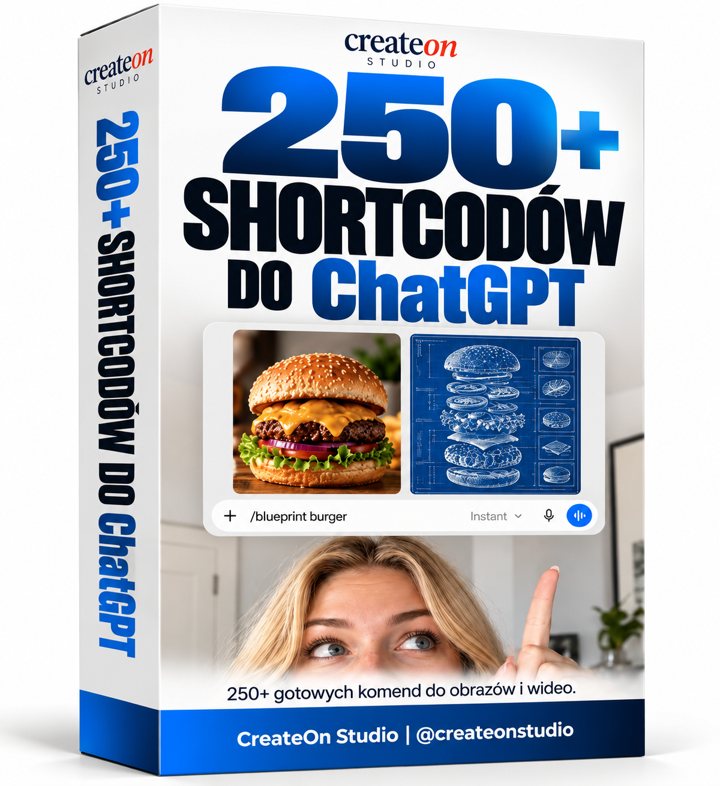 createon
STUDIO
250+ SHORTCODÓW DO ChatGPT
createon
STUDIO
250+
SHORTCODÓW
DO ChatGPT
/blueprint burger
Instant
250+ gotowych komend do obrazów i wideo.
CreateOn Studio | @createonstudio